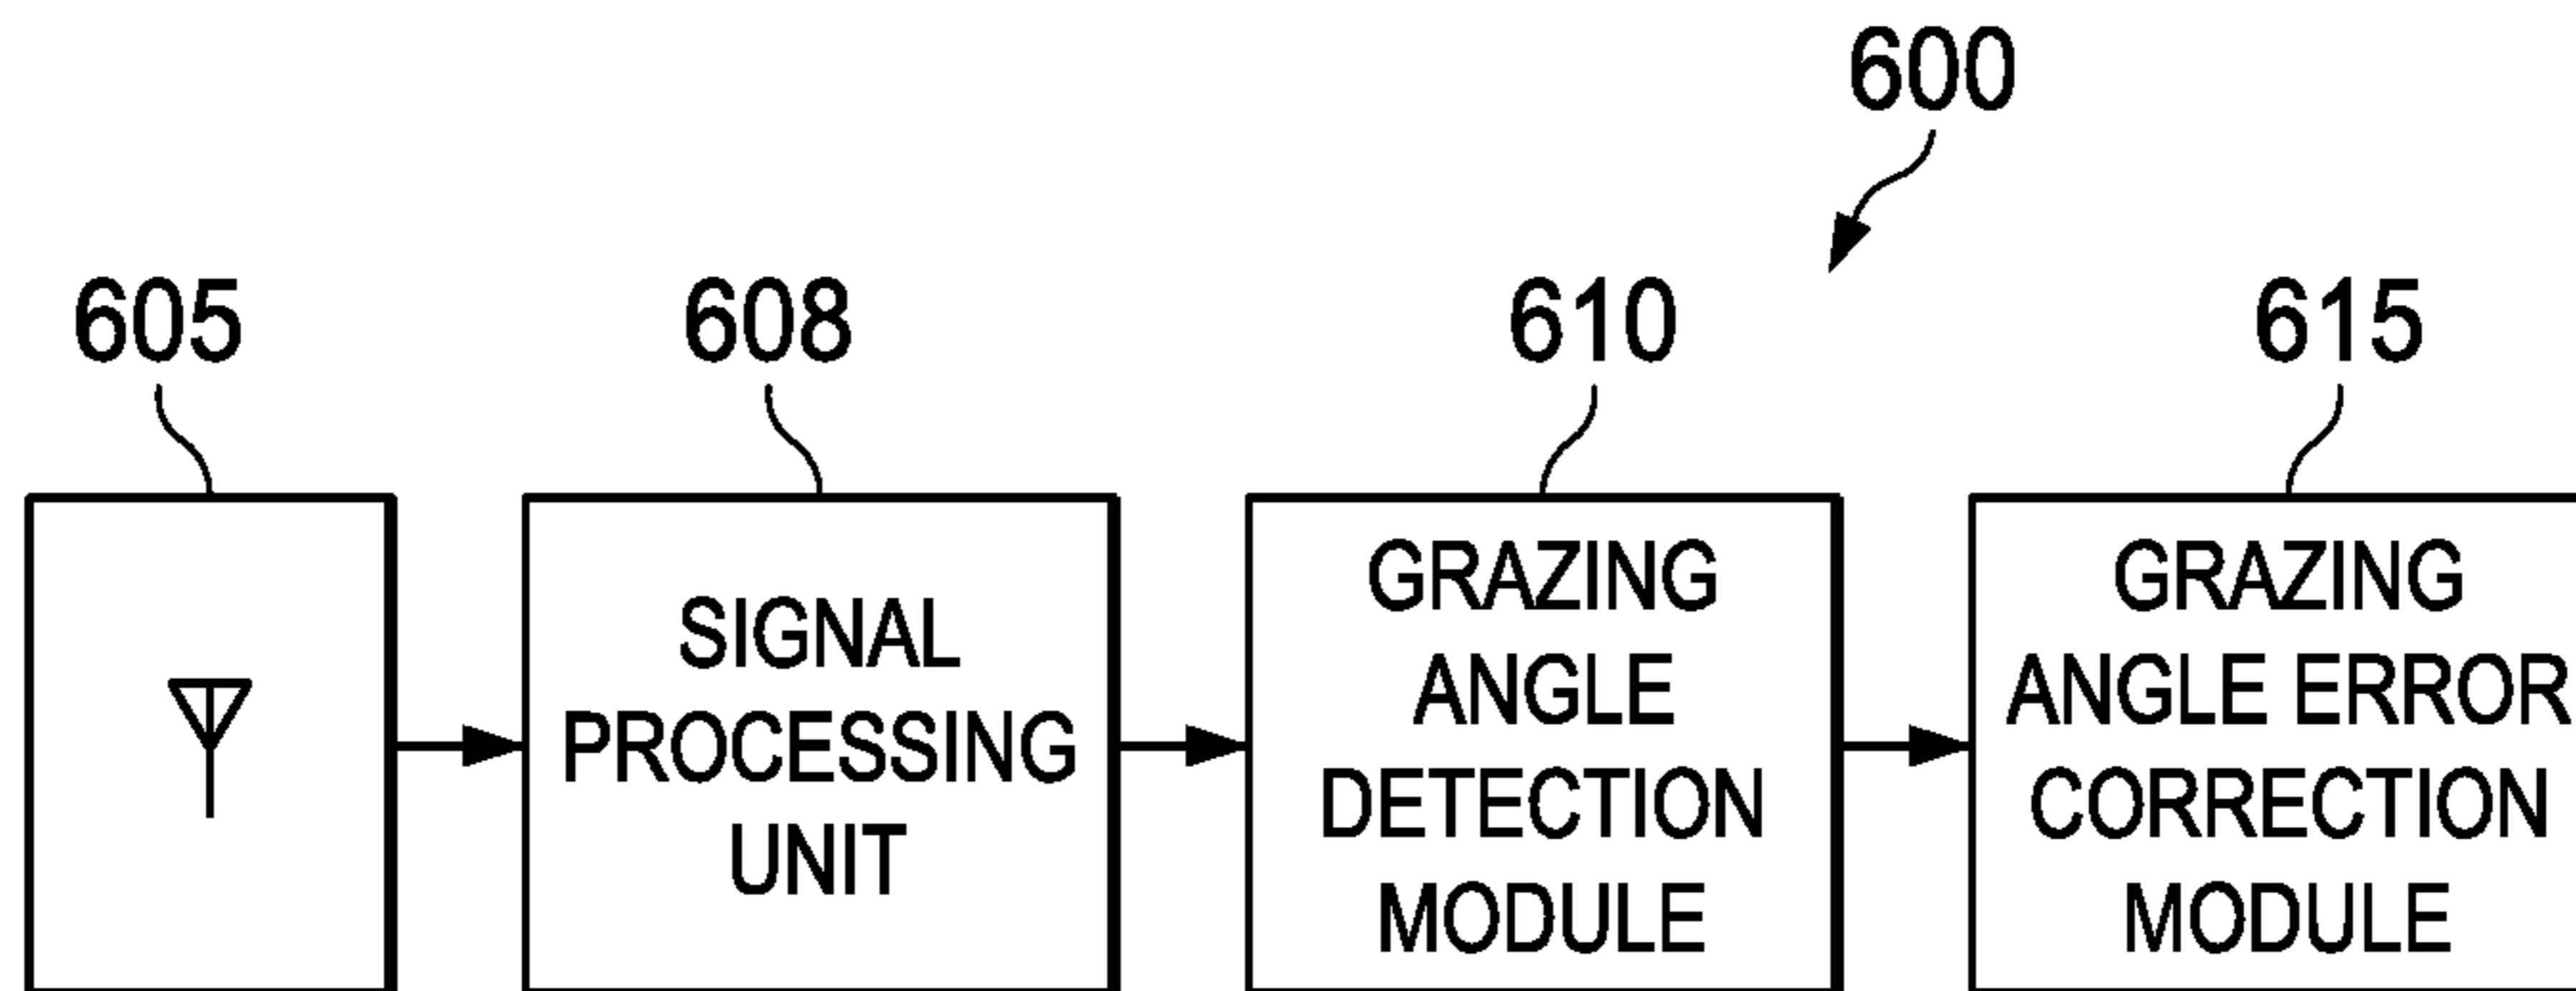 600
605
608
610
615
SIGNAL
PROCESSING
UNIT
GRAZING
ANGLE
DETECTION
MODULE
GRAZING
ANGLE ERROR
CORRECTION
MODULE